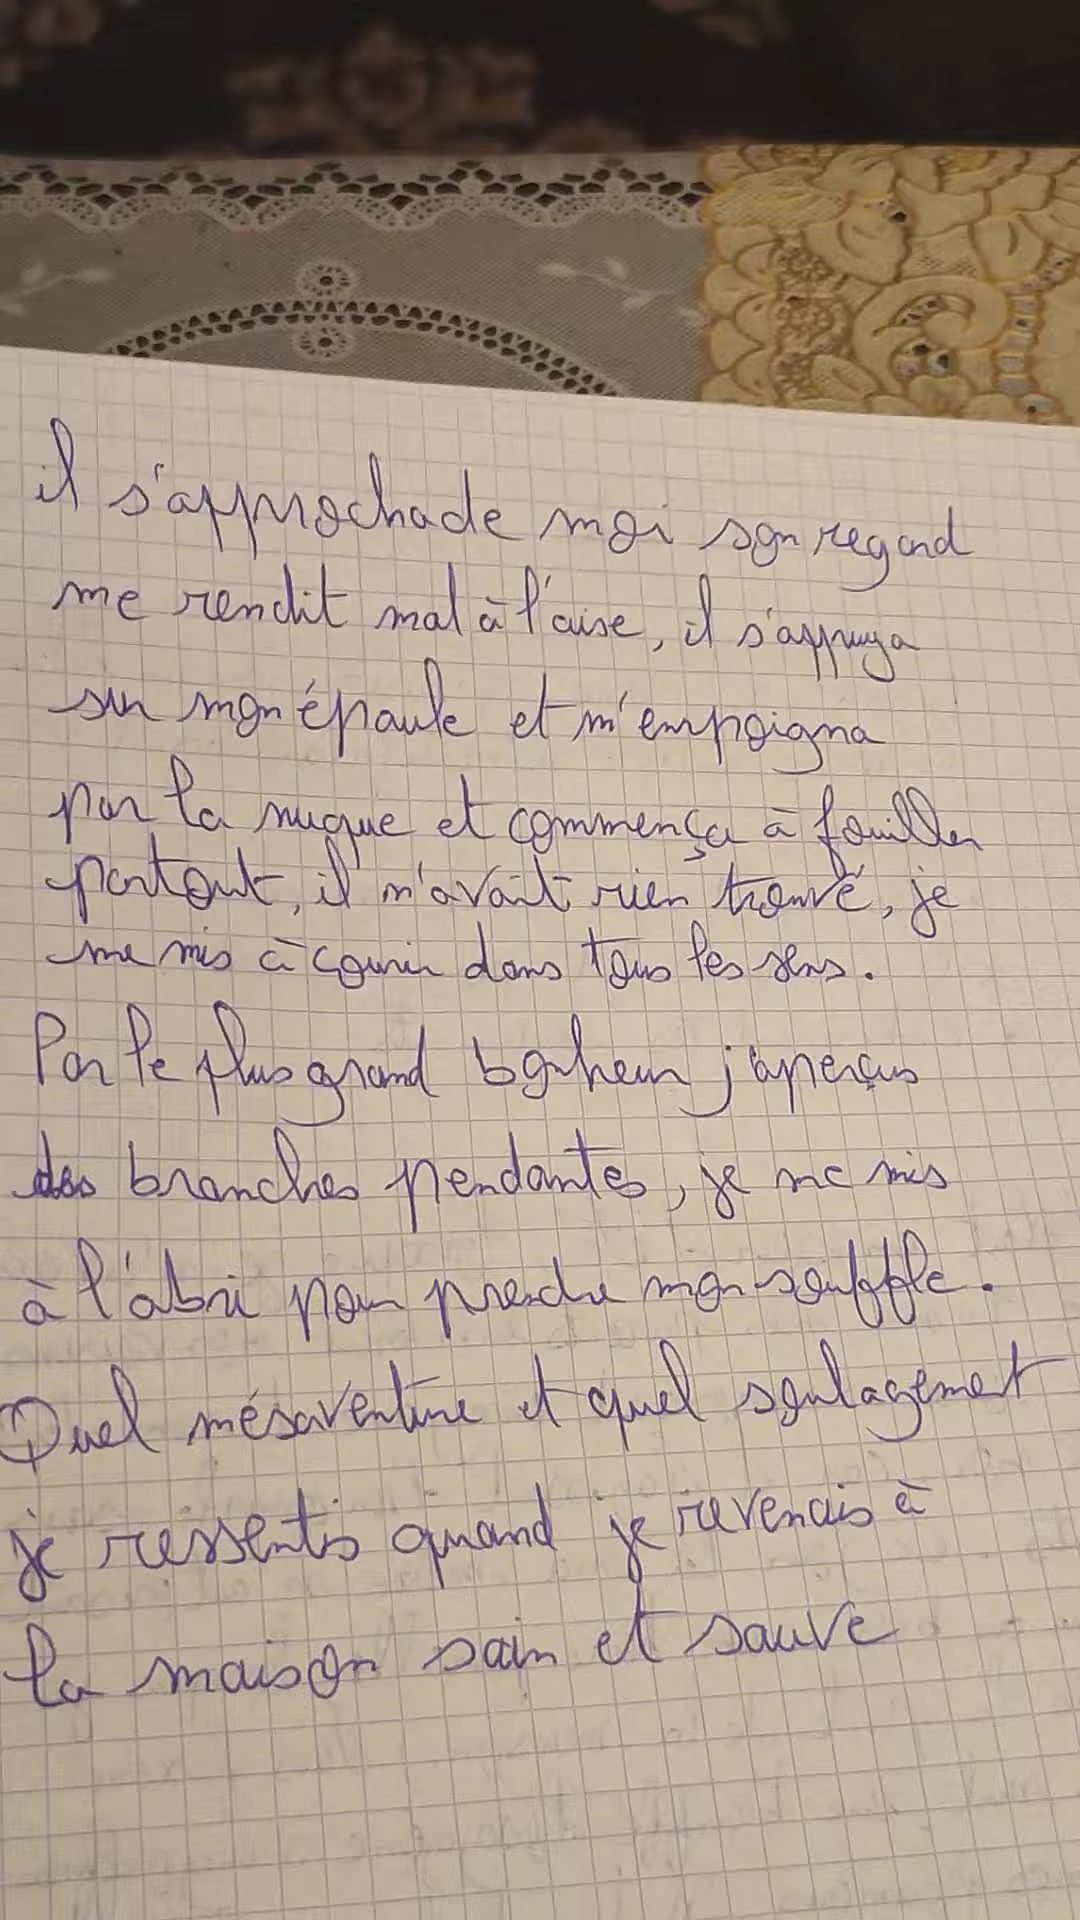 il s'approcha de moi son regard
me rendit mal à l'aise, il s'appuya
sur mon épaule et m'empoigna
par la nuque et commença à fouiller
partout, il n'avait rien trouvé, je
me mis à courir dans tous les sens.
Par le plus grand bonheur j'aperçus
des branches pendantes, je me mis
à l'abri pour prendre mon souffle.
Quel mésaventure et quel soulagement
je ressentis quand je revenais à
la maison sain et sauve